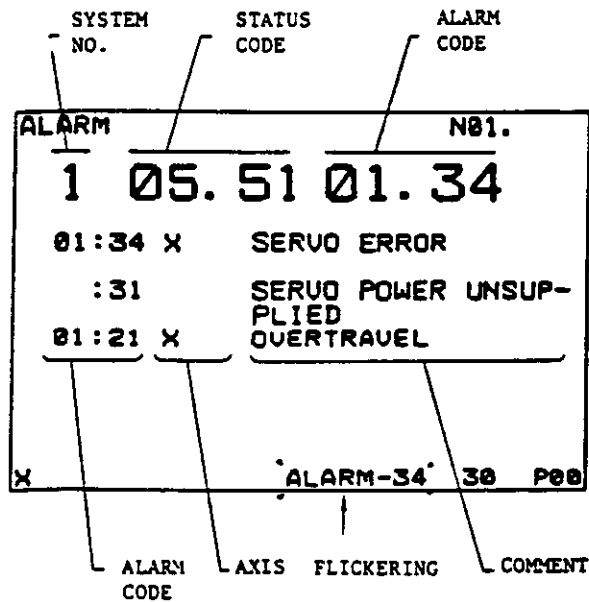 SYSTEM NO.
STATUS CODE
ALARM CODE
ALARM N01.
1 05.51 01.34
01:34 X SERVO ERROR
:31 SERVO POWER UNSUP-
PLIED
01:21 X OVERTRAVEL
X ALARM-34 30 P00
ALARM CODE
AXIS
FLICKERING
COMMENT